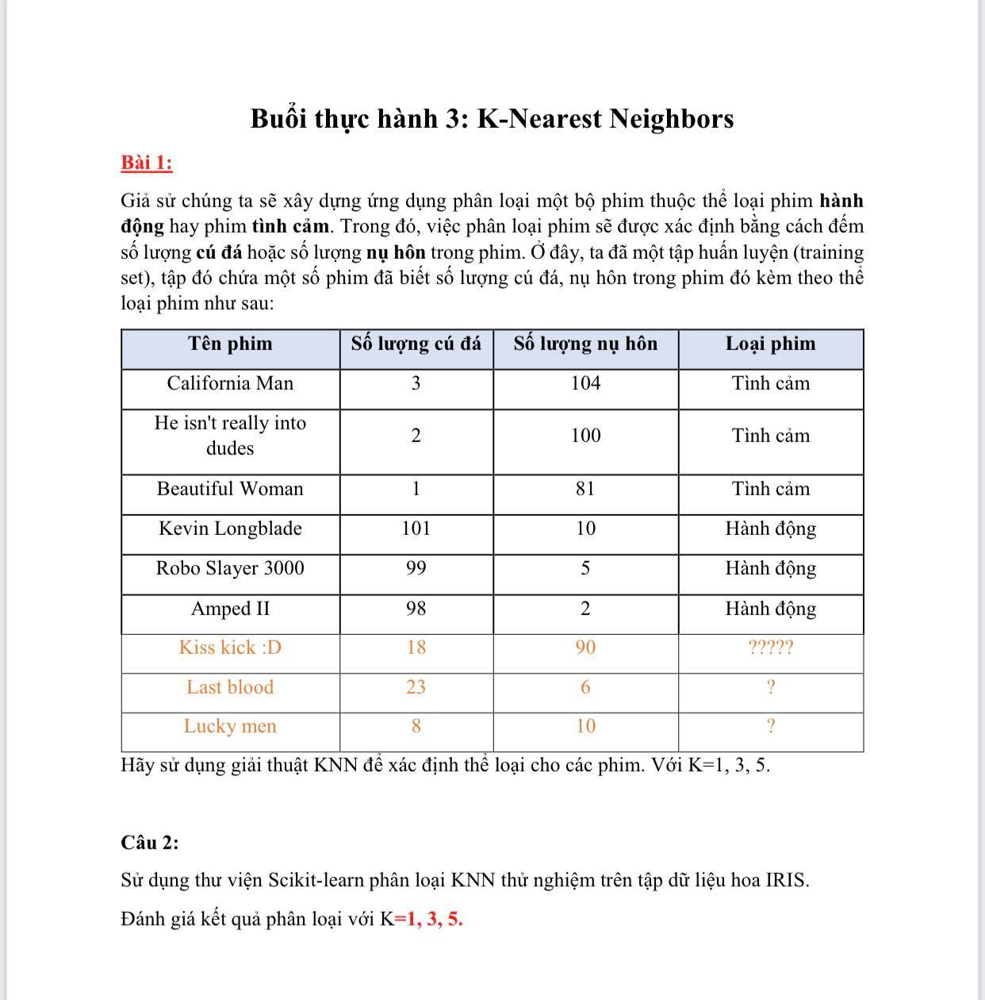 Buổi thực hành 3: K-Nearest Neighbors
Bài 1:
Giả sử chúng ta sẽ xây dựng ứng dụng phân loại một bộ phim thuộc thể loại phim hành
động hay phim tình cảm. Trong đó, việc phân loại phim sẽ được xác định bằng cách đếm
số lượng cú đá hoặc số lượng nụ hôn trong phim. Ở đây, ta đã một tập huấn luyện (training
set), tập đó chứa một số phim đã biết số lượng cú đá, nụ hôn trong phim đó kèm theo thể
loại phim như sau:
Tên phim Số lượng cú đá Số lượng nụ hôn Loại phim
California Man 3 104 Tình cảm
He isn't really into
dudes 2 100 Tình cảm
Beautiful Woman 1 81 Tình cảm
Kevin Longblade 101 10 Hành động
Robo Slayer 3000 99 5 Hành động
Amped II 98 2 Hành động
Kiss kick :D 18 90 ?????
Last blood 23 6 ?
Lucky men 8 10 ?
Hãy sử dụng giải thuật KNN để xác định thể loại cho các phim. Với K=1, 3, 5.
Câu 2:
Sử dụng thư viện Scikit-learn phân loại KNN thử nghiệm trên tập dữ liệu hoa IRIS.
Đánh giá kết quả phân loại với K=1, 3, 5.